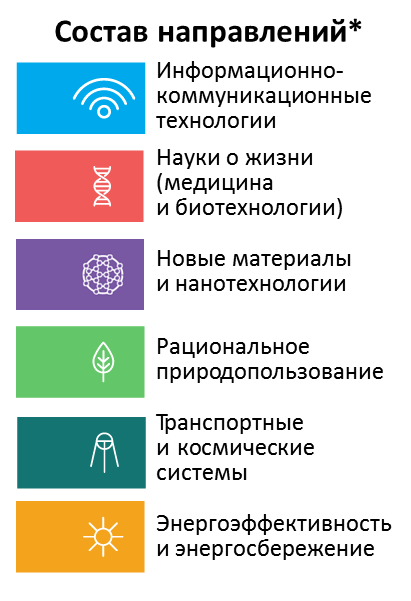 Состав направлений*
Информационно-
коммуникационные
технологии
Науки о жизни
(медицина
и биотехнологии)
Новые материалы
и нанотехнологии
Рациональное
природопользование
Транспортные
и космические
системы
Энергоэффективность
и энергосбережение